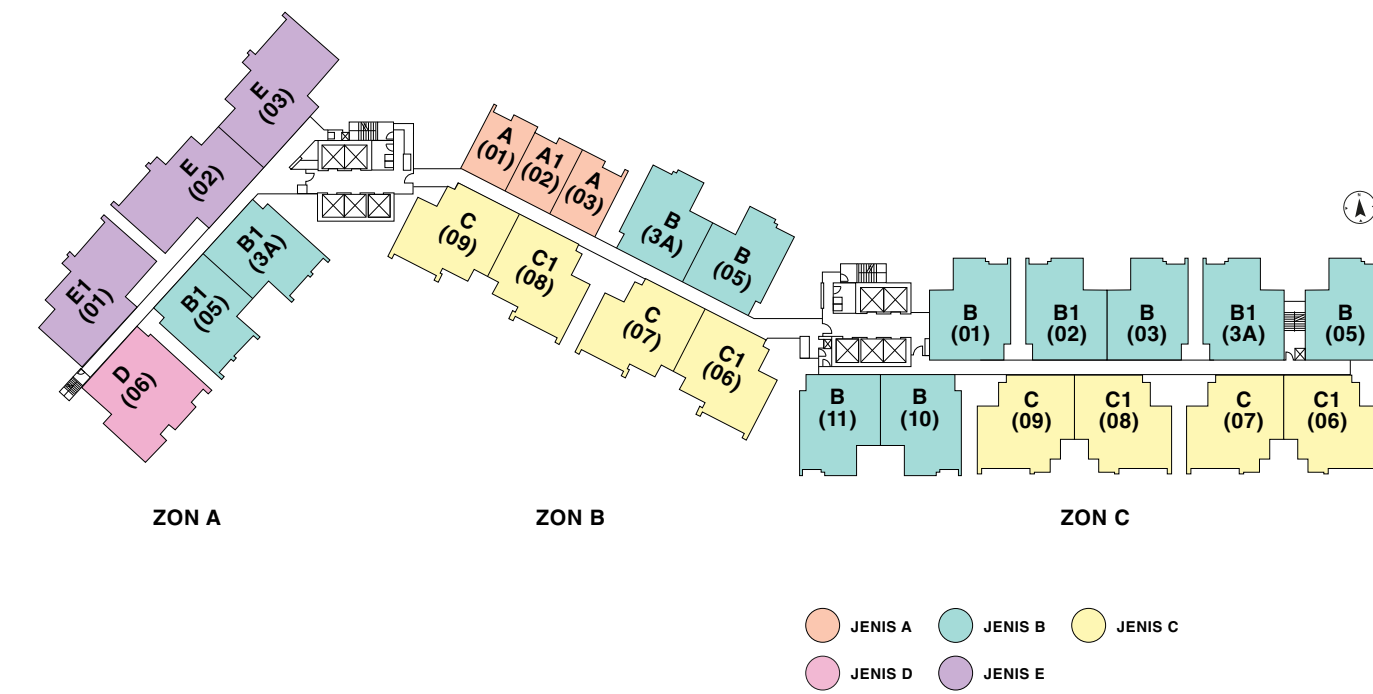 E
(03)
E
(02)
E1
(01)
B1
(3A)
B1
(05)
D
(06)
A
(01)
A1
(02)
A
(03)
B
(3A)
B
(05)
C
(09)
C1
(08)
C
(07)
C1
(06)
B
(01)
B1
(02)
B
(03)
B1
(3A)
B
(05)
B
(11)
B
(10)
C
(09)
C1
(08)
C
(07)
C1
(06)
ZON A
ZON B
ZON C
JENIS A
JENIS B
JENIS C
JENIS D
JENIS E